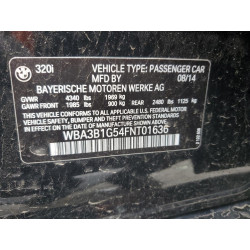 320i
VEHICLE TYPE: PASSENGER CAR
08/14
BAYERISCHE MOTOREN WERKE AG
GVWR 4340 lbs 1969 kg
GAWR FRONT 1985 lbs 900 kg GAWR REAR 2480 lbs 1125 kg
THIS VEHICLE CONFORMS TO ALL APPLICABLE U.S. FEDERAL MOTOR VEHICLE
SAFETY, BUMPER AND THEFT PREVENTION STANDARDS
IN EFFECT ON THE DATE OF MANUFACTURE SHOWN ABOVE.
WBA3B1G54FNT01636